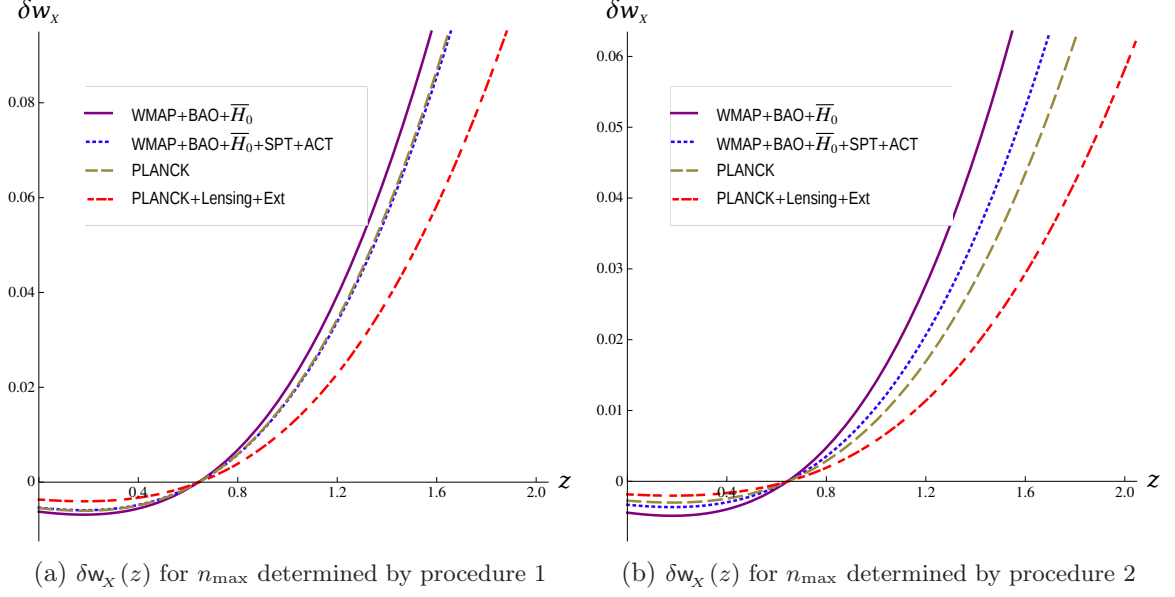 δw_X
0.08
0.06
0.04
0.02
0
0.4
0.8
1.2
1.6
2.0
z
WMAP+BAO+H̅₀
WMAP+BAO+H̅₀+SPT+ACT
PLANCK
PLANCK+Lensing+Ext
(a) δw_X(z) for n_max determined by procedure 1
δw_X
0.06
0.05
0.04
0.03
0.02
0.01
0
0.4
0.8
1.2
1.6
2.0
z
WMAP+BAO+H̅₀
WMAP+BAO+H̅₀+SPT+ACT
PLANCK
PLANCK+Lensing+Ext
(b) δw_X(z) for n_max determined by procedure 2